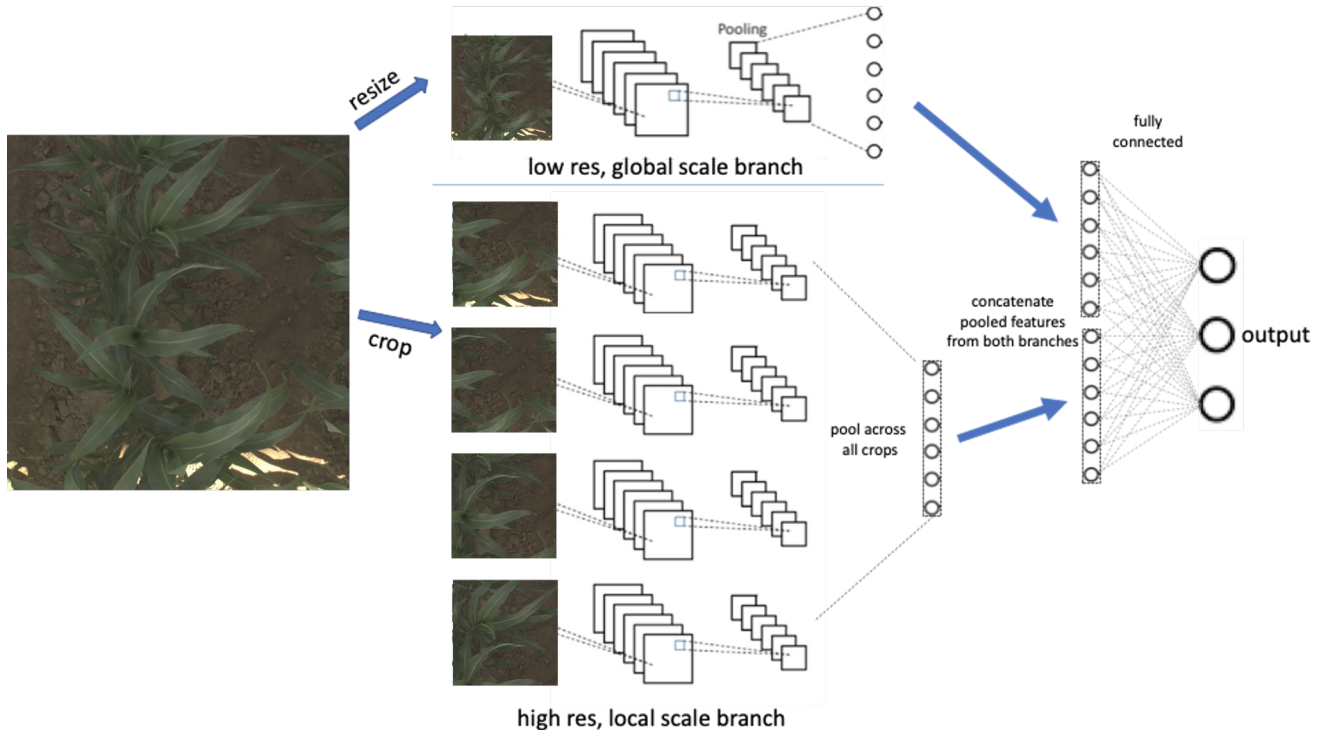 resize
Pooling
low res, global scale branch
crop
high res, local scale branch
pool across
all crops
concatenate
pooled features
from both branches
fully
connected
output